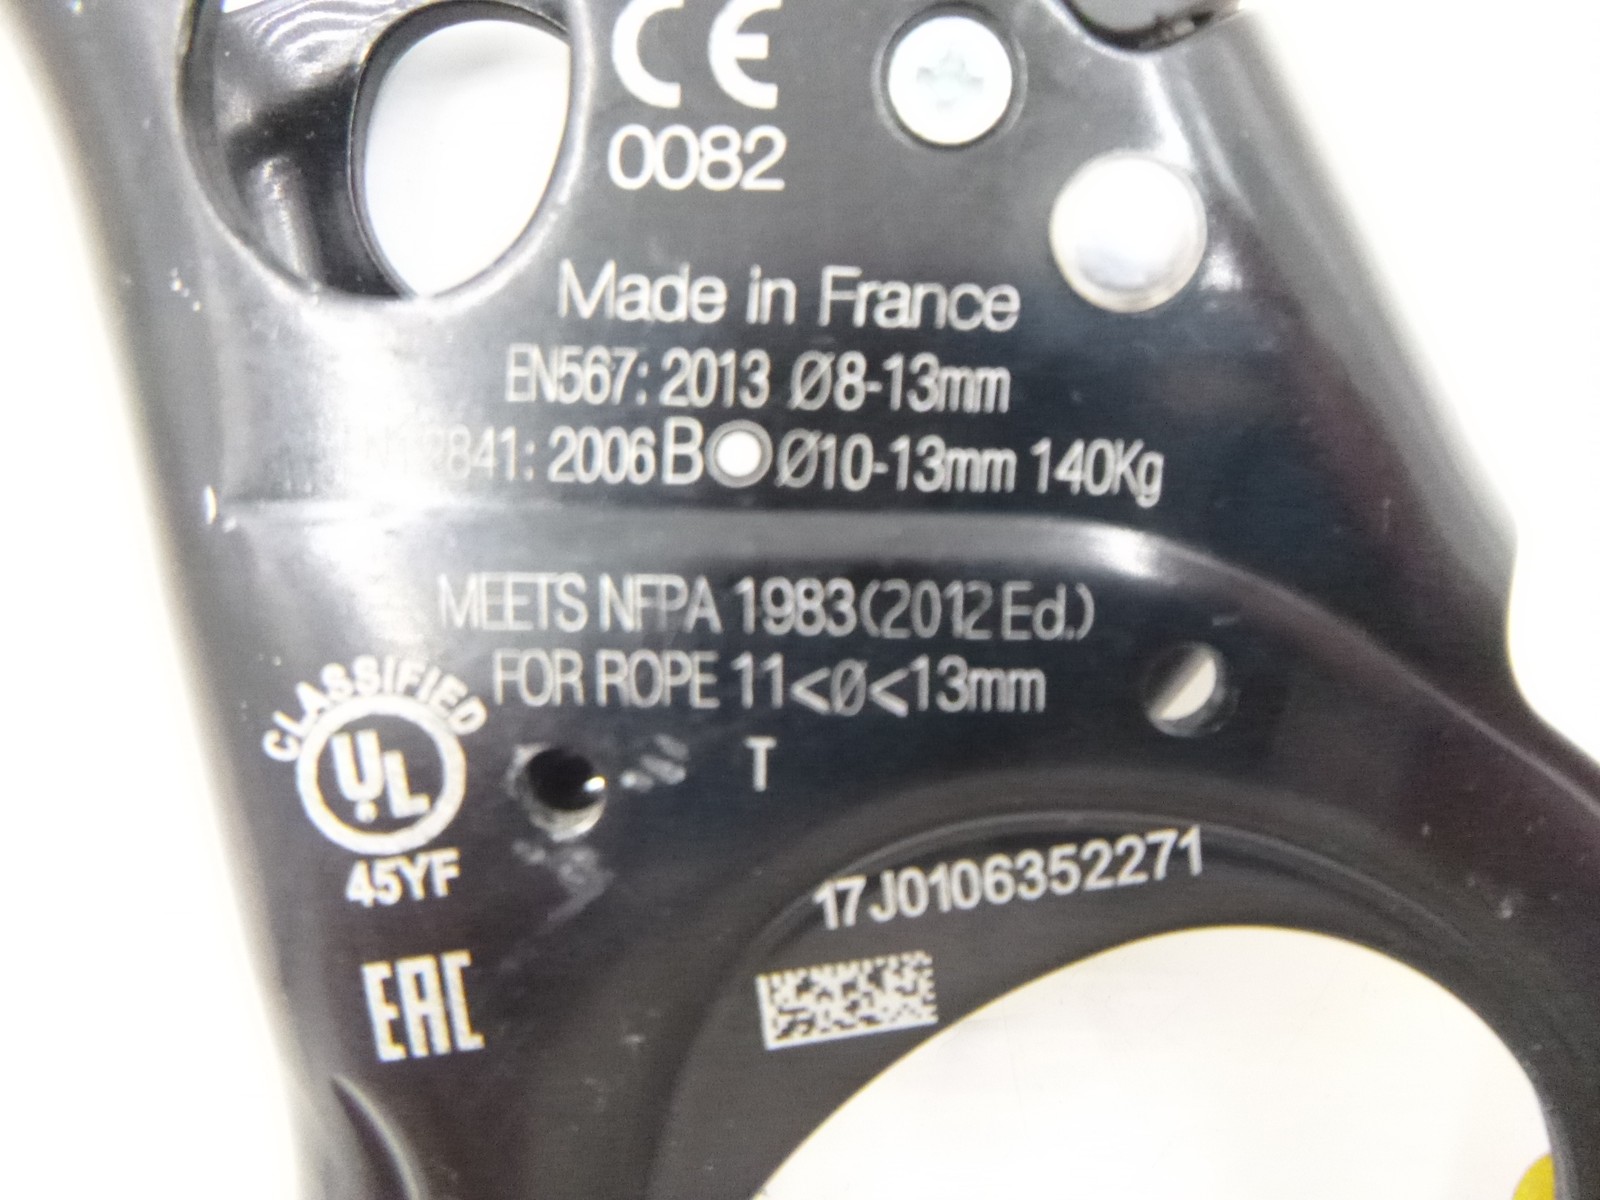 CE
0082
Made in France
EN567: 2013 Ø8-13mm
2841: 2006 B Ø10-13mm 140Kg
MEETS NFPA 1983(2012 Ed.)
FOR ROPE 11<Ø<13mm
CLASSIFIED
UL
T
45YF
17J0106352271
EAC